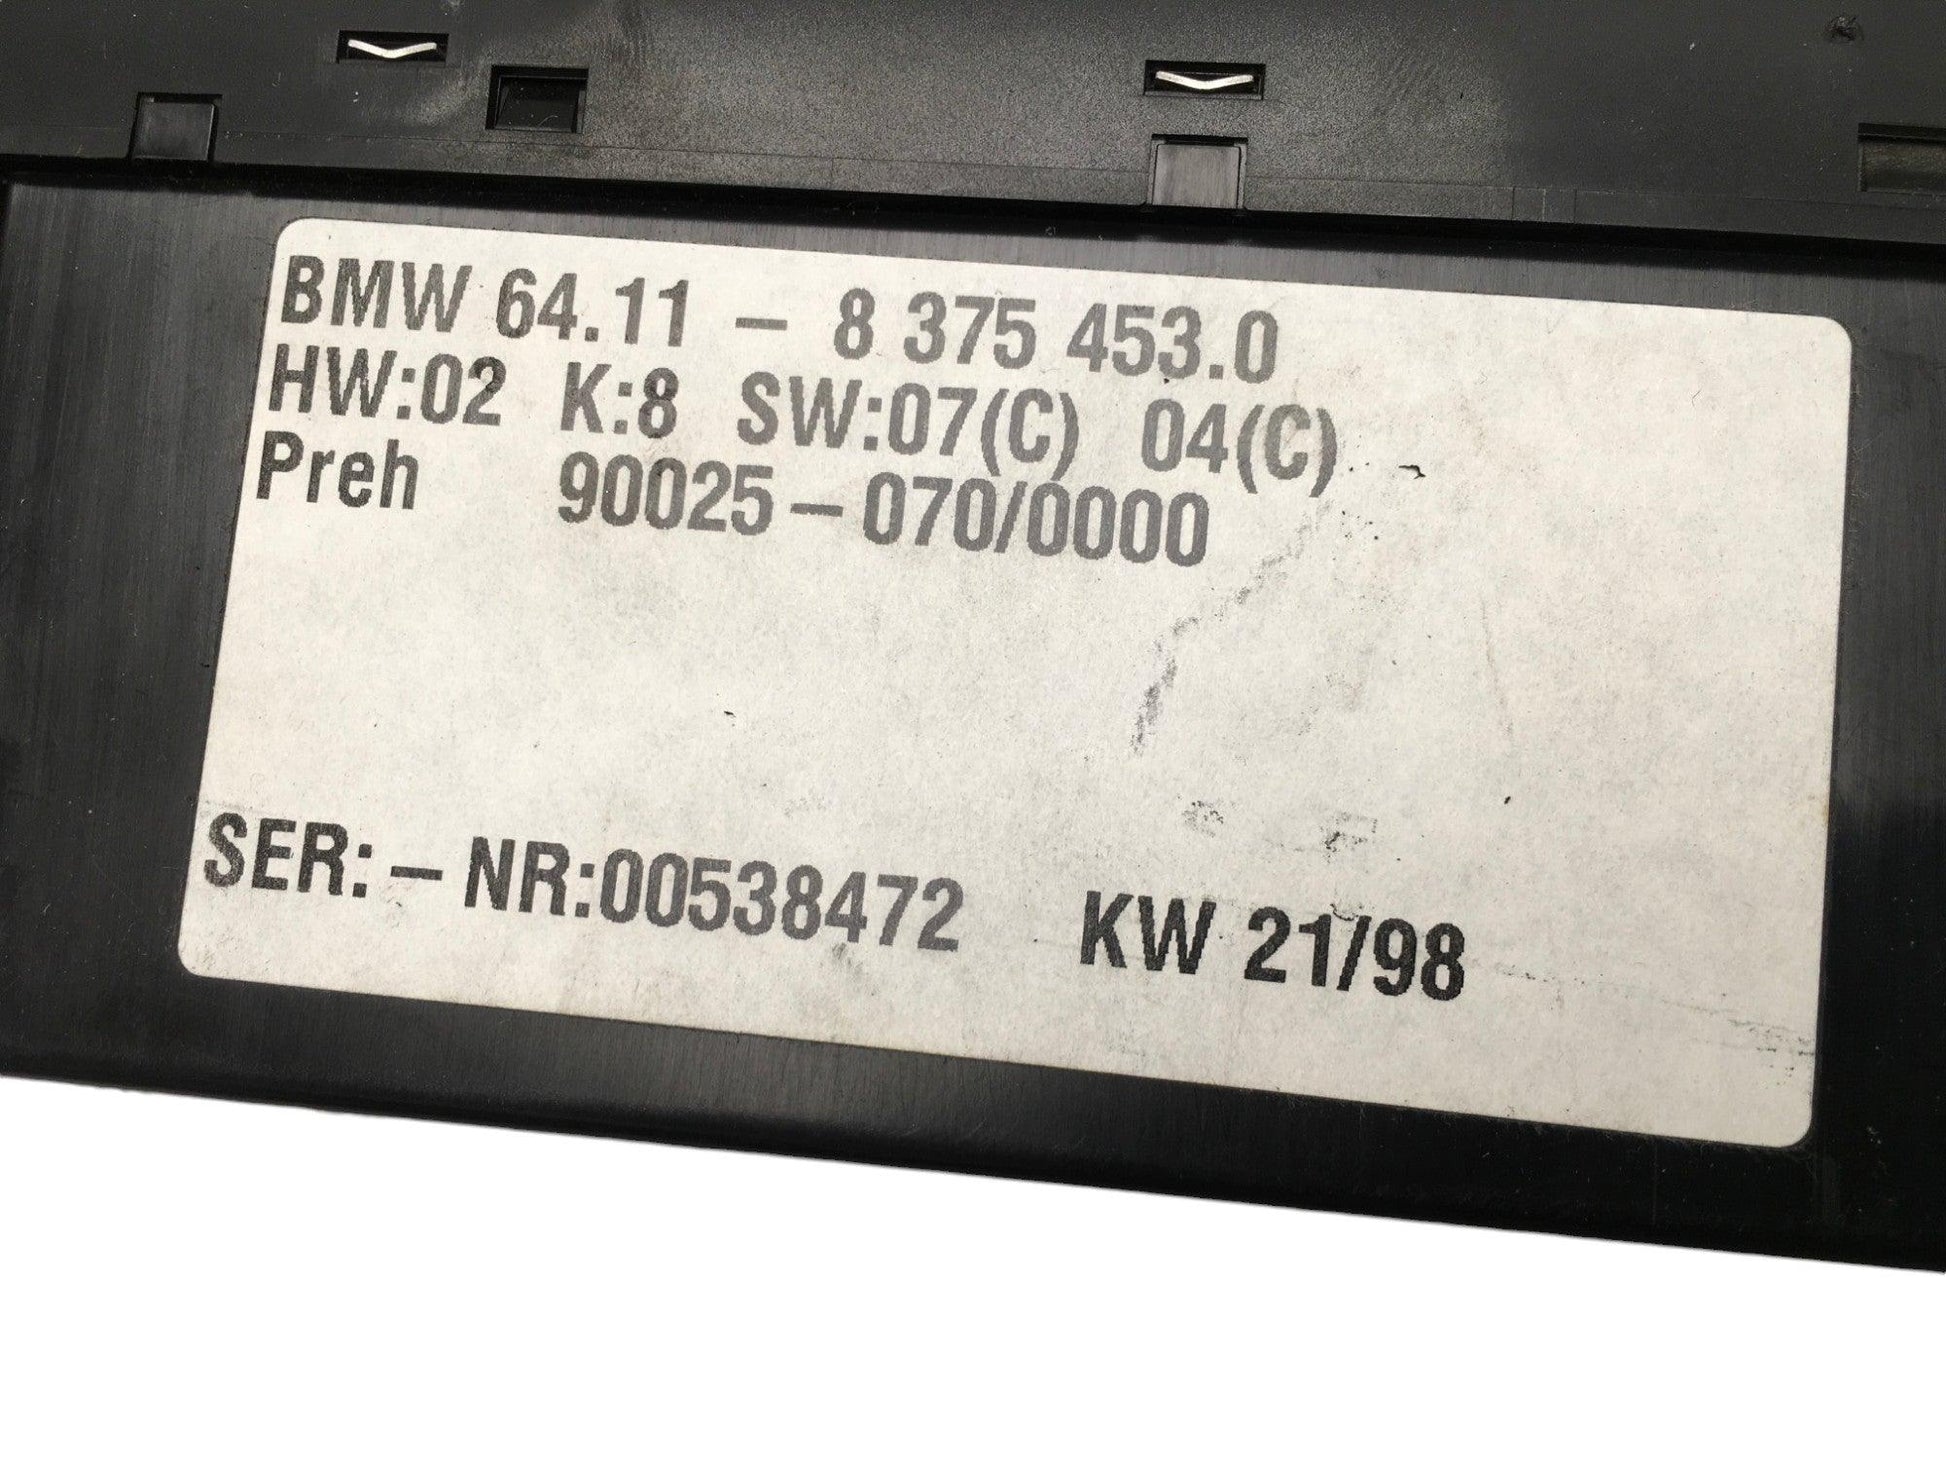 BMW 64.11 – 8 375 453.0
HW:02 K:8 SW:07(C) 04(C)
Preh 90025–070/0000
SER:–NR:00538472 KW 21/98